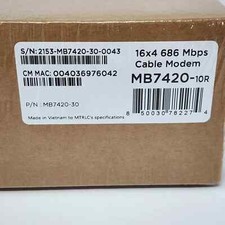 S/N:2153-MB7420-30-0043
CM MAC: 004036976042
P/N : MB7420-30
Made in Vietnam to MTRLC's specifications
16x4 686 Mbps
Cable Modem
MB7420-10R
8 50030 78227 4